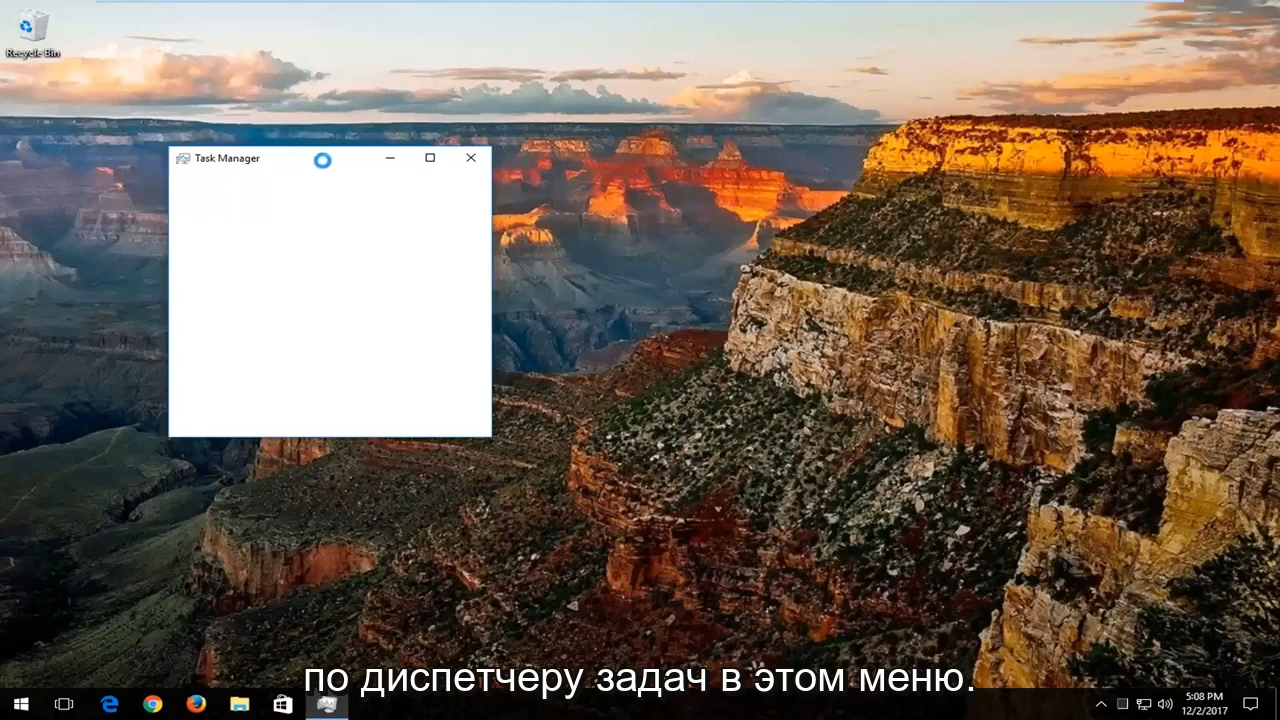 Recycle Bin
Task Manager
по диспетчеру задач в этом меню.
5:08 PM
12/2/2017